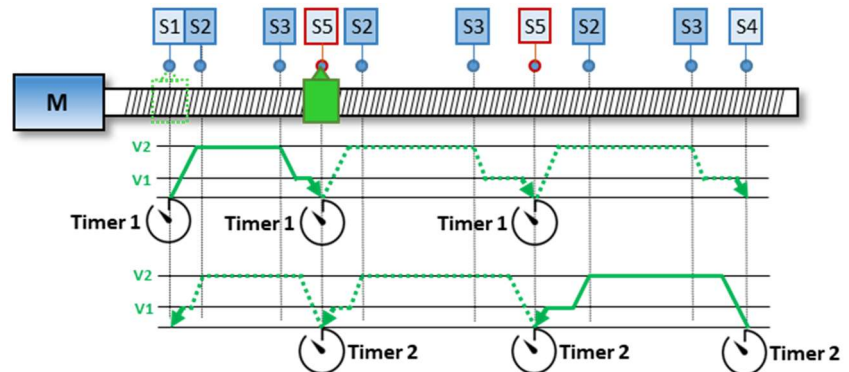 S1 S2 S3 S5 S2 S3 S5 S2 S3 S4
M
V2
V1
Timer 1 Timer 1 Timer 1
V2
V1
Timer 2 Timer 2 Timer 2